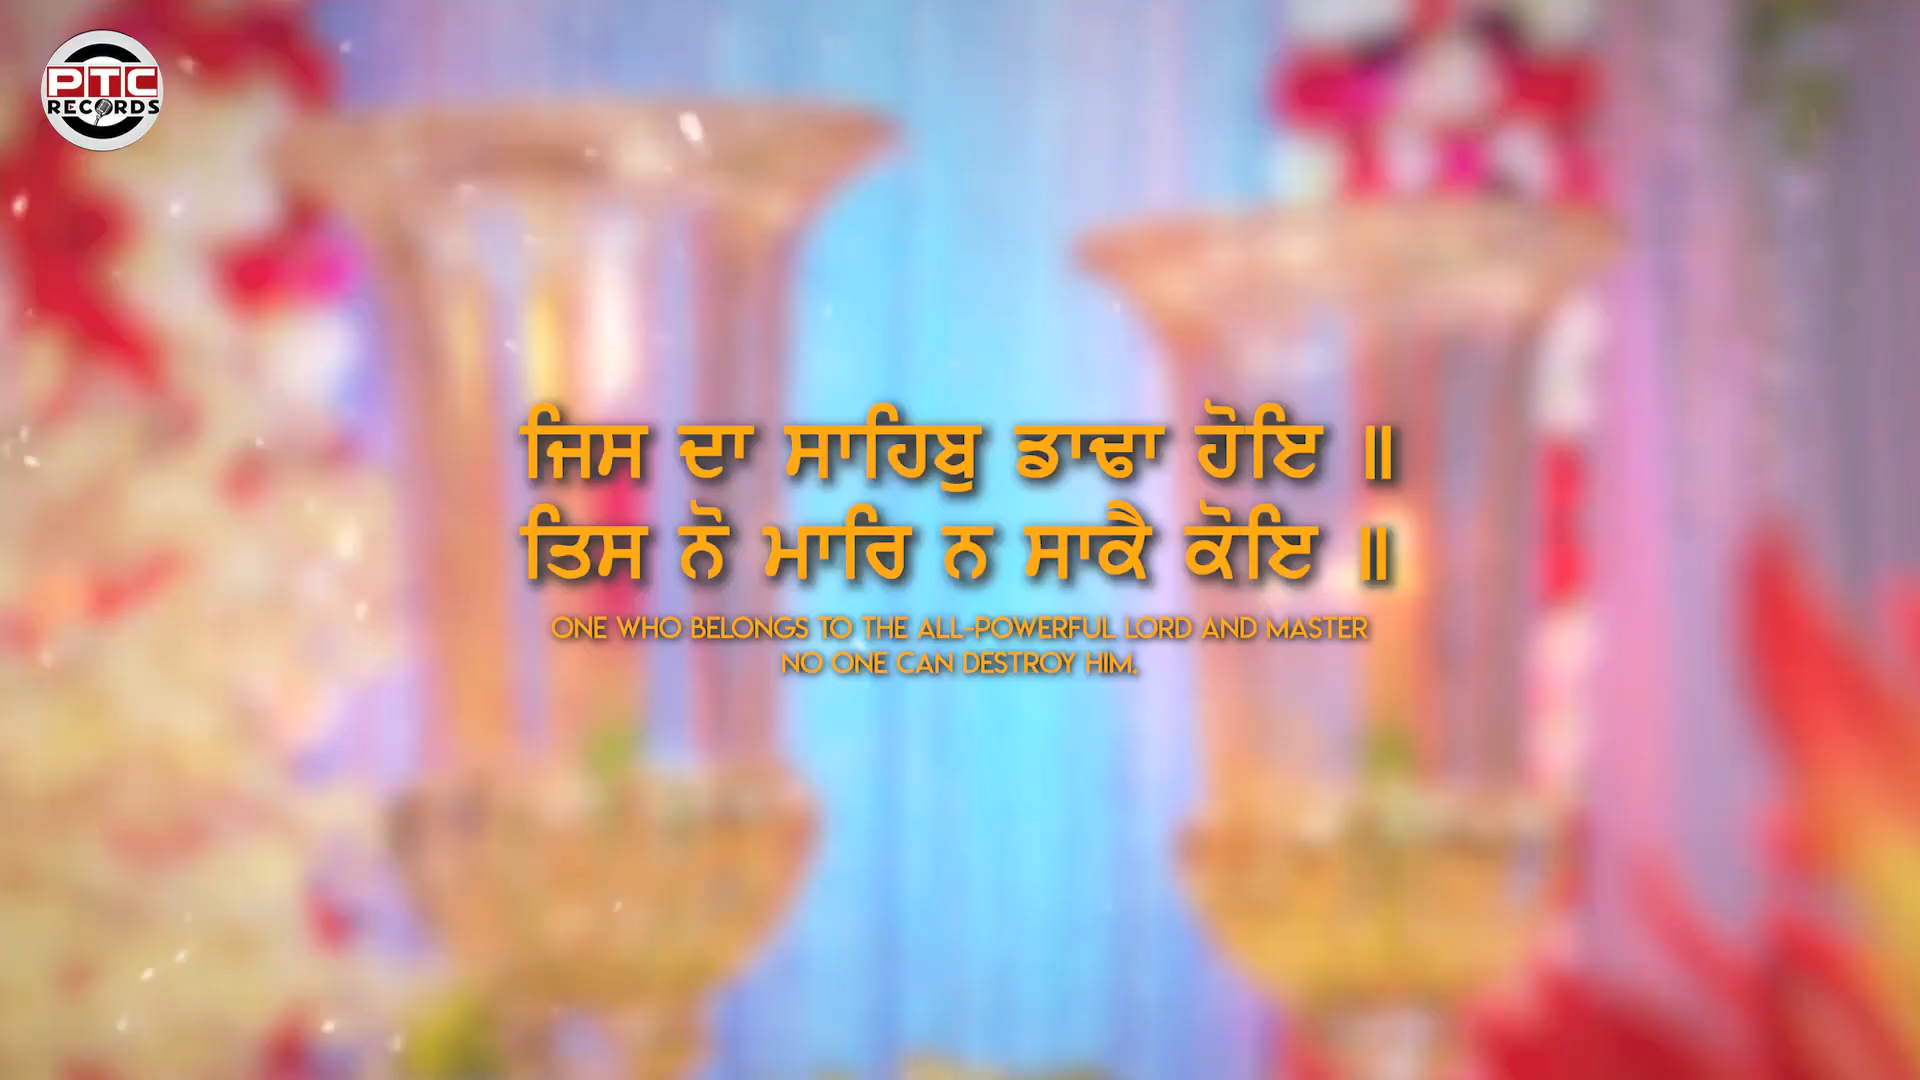 PTC
RECORDS
ਜਿਸ ਦਾ ਸਾਹਿਬੁ ਡਾਢਾ ਹੋਇ ॥
ਤਿਸ ਨੋ ਮਾਰਿ ਨ ਸਾਕੈ ਕੋਇ ॥
ONE WHO BELONGS TO THE ALL-POWERFUL LORD AND MASTER
NO ONE CAN DESTROY HIM.